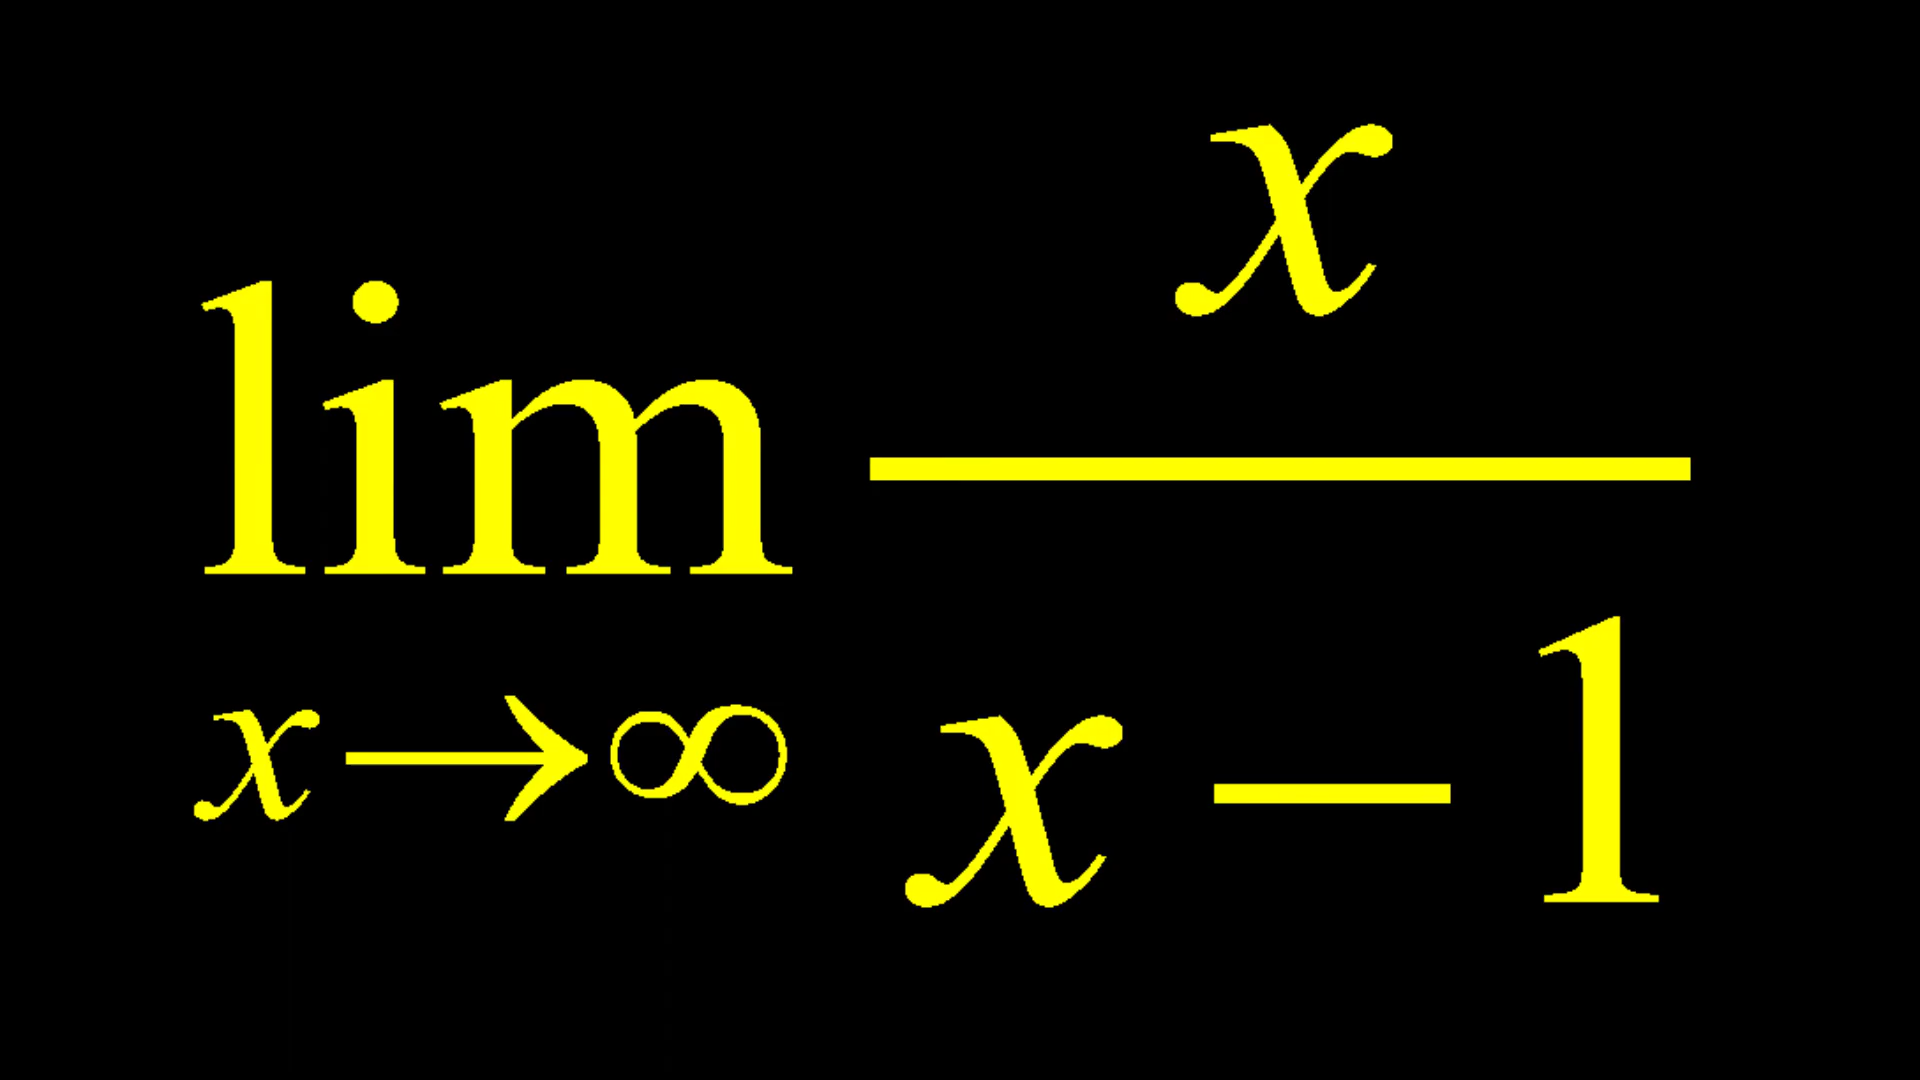 lim x
x→∞ x − 1